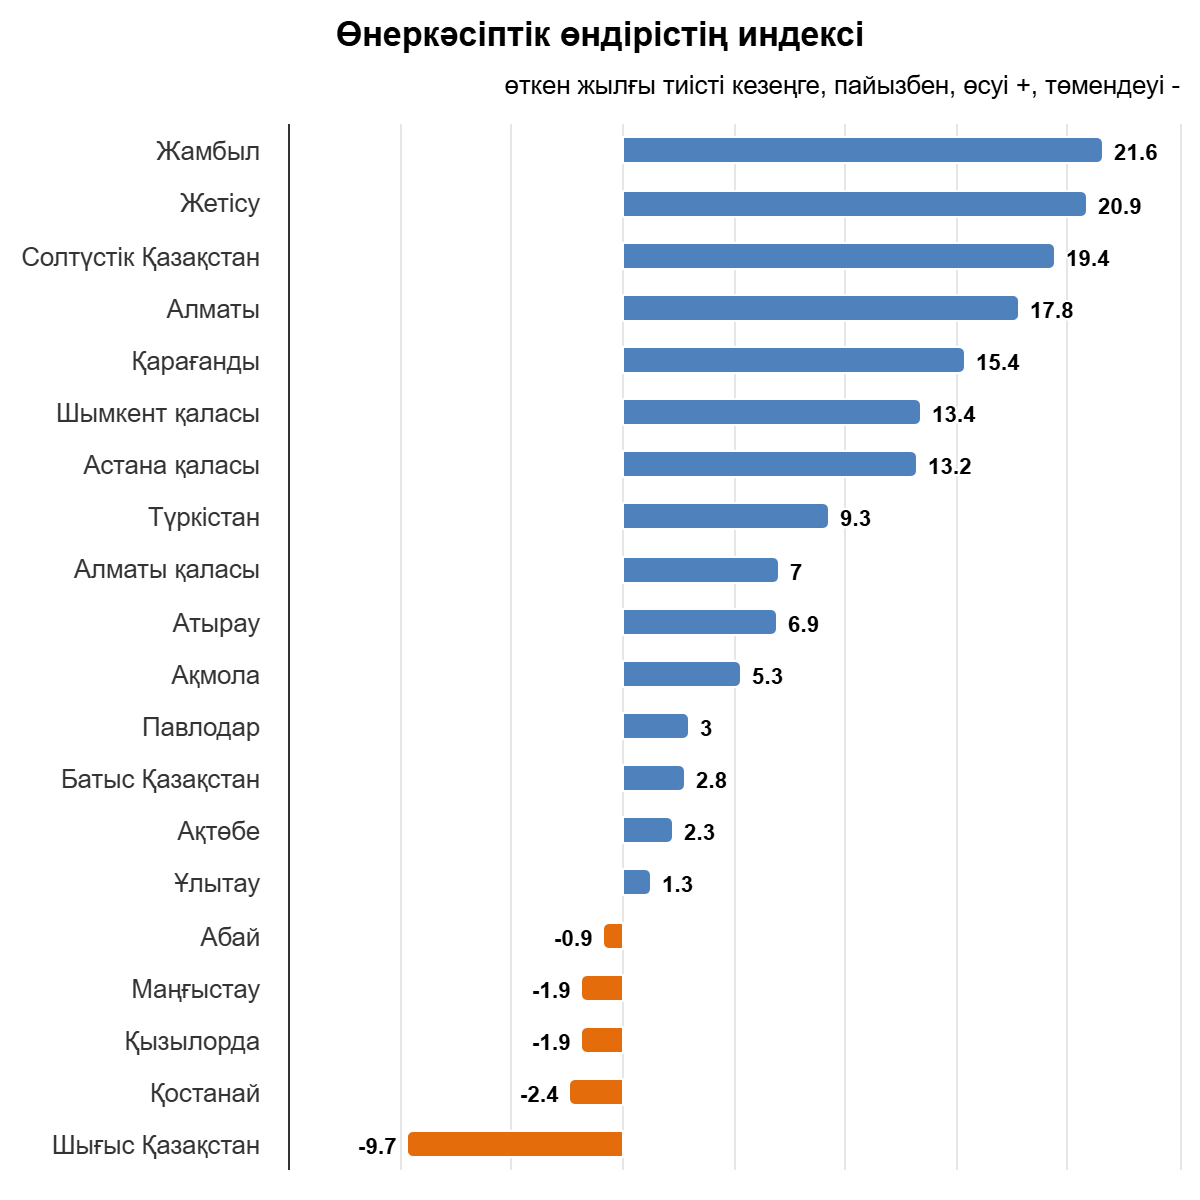 Өнеркәсіптік өндірістің индексі
өткен жылғы тиісті кезеңге, пайызбен, өсуі +, төмендеуі -
Жамбыл 21.6
Жетісу 20.9
Солтүстік Қазақстан 19.4
Алматы 17.8
Қарағанды 15.4
Шымкент қаласы 13.4
Астана қаласы 13.2
Түркістан 9.3
Алматы қаласы 7
Атырау 6.9
Ақмола 5.3
Павлодар 3
Батыс Қазақстан 2.8
Ақтөбе 2.3
Ұлытау 1.3
Абай -0.9
Маңғыстау -1.9
Қызылорда -1.9
Қостанай -2.4
Шығыс Қазақстан -9.7